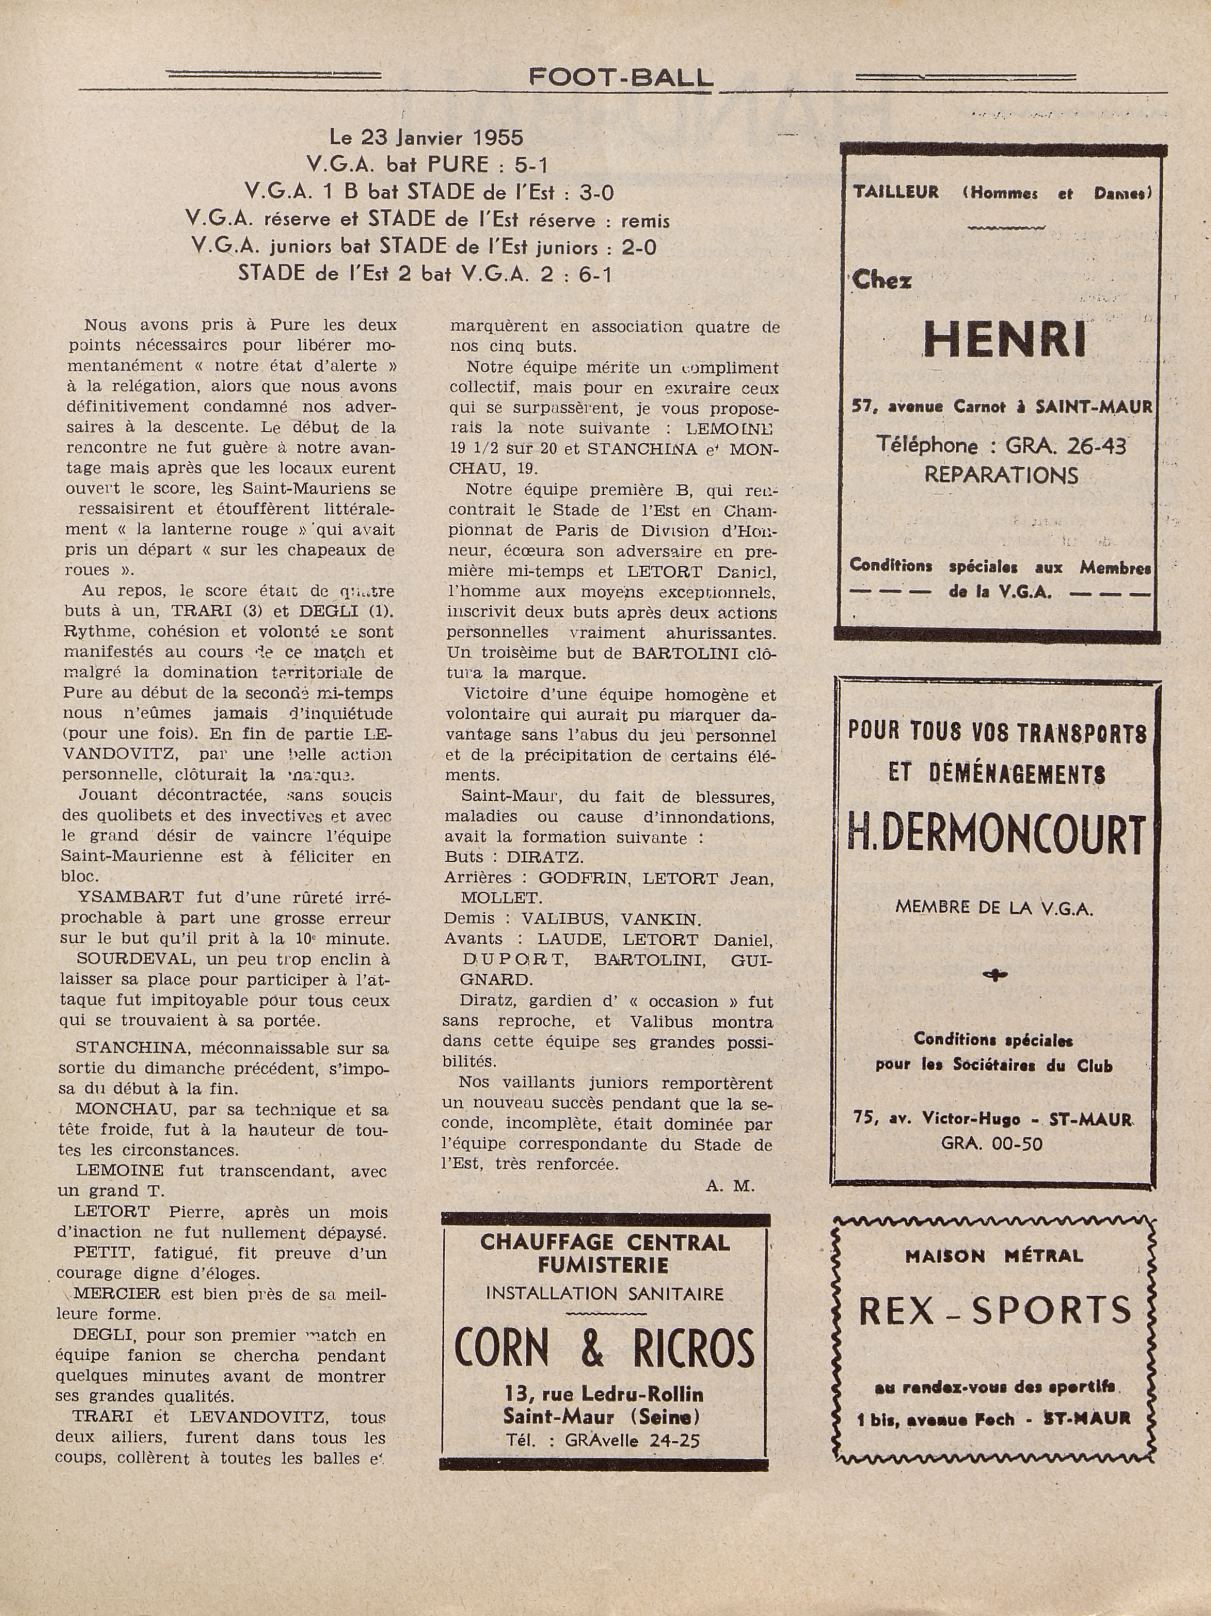 FOOT-BALL
Le 23 Janvier 1955
V.G.A. bat PURE : 5-1
V.G.A. 1 B bat STADE de l'Est : 3-0
V.G.A. réserve et STADE de l'Est réserve : remis
V.G.A. juniors bat STADE de l'Est juniors : 2-0
STADE de l'Est 2 bat V.G.A. 2 : 6-1
Nous avons pris à Pure les deux
points nécessaires pour libérer mo-
mentanément « notre état d'alerte »
à la relégation, alors que nous avons
définitivement condamné nos adver-
saires à la descente. Le début de la
rencontre ne fut guère à notre avan-
tage mais après que les locaux eurent
ouvert le score, les Saint-Mauriens se
ressaisirent et étouffèrent littérale-
ment « la lanterne rouge » qui avait
pris un départ « sur les chapeaux de
roues ».
Au repos, le score était de quatre
buts à un, TRARI (3) et DEGLI (1).
Rythme, cohésion et volonté se sont
manifestés au cours de ce match et
malgré la domination territoriale de
Pure au début de la seconde mi-temps
nous n'eûmes jamais d'inquiétude
(pour une fois). En fin de partie LE-
VANDOVITZ, par une belle action
personnelle, clôturait la marque.
Jouant décontractée, sans soucis
des quolibets et des invectives et avec
le grand désir de vaincre l'équipe
Saint-Maurienne est à féliciter en
bloc.
YSAMBART fut d'une rûreté irré-
prochable à part une grosse erreur
sur le but qu'il prit à la 10e minute.
SOURDEVAL, un peu trop enclin à
laisser sa place pour participer à l'at-
taque fut impitoyable pour tous ceux
qui se trouvaient à sa portée.
STANCHINA, méconnaissable sur sa
sortie du dimanche précédent, s'impo-
sa du début à la fin.
MONCHAU, par sa technique et sa
tête froide, fut à la hauteur de tou-
tes les circonstances.
LEMOINE fut transcendant, avec
un grand T.
LETORT Pierre, après un mois
d'inaction ne fut nullement dépaysé.
PETIT, fatigué, fit preuve d'un
courage digne d'éloges.
MERCIER est bien près de sa meil-
leure forme.
DEGLI, pour son premier match en
équipe fanion se chercha pendant
quelques minutes avant de montrer
ses grandes qualités.
TRARI et LEVANDOVITZ, tous
deux ailiers, furent dans tous les
coups, collèrent à toutes les balles et
marquèrent en association quatre de
nos cinq buts.
Notre équipe mérite un compliment
collectif, mais pour en extraire ceux
qui se surpassèrent, je vous propose-
rais la note suivante : LEMOINE
19 1/2 sur 20 et STANCHINA et MON-
CHAU, 19.
Notre équipe première B, qui ren-
contrait le Stade de l'Est en Cham-
pionnat de Paris de Division d'Hon-
neur, écœura son adversaire en pre-
mière mi-temps et LETORT Daniel,
l'homme aux moyens exceptionnels,
inscrivit deux buts après deux actions
personnelles vraiment ahurissantes.
Un troisèime but de BARTOLINI clô-
tura la marque.
Victoire d'une équipe homogène et
volontaire qui aurait pu marquer da-
vantage sans l'abus du jeu personnel
et de la précipitation de certains élé-
ments.
Saint-Maur, du fait de blessures,
maladies ou cause d'innondations,
avait la formation suivante :
Buts : DIRATZ.
Arrières : GODFRIN, LETORT Jean,
MOLLET.
Demis : VALIBUS, VANKIN.
Avants : LAUDE, LETORT Daniel,
DUPORT, BARTOLINI, GUI-
GNARD.
Diratz, gardien d' « occasion » fut
sans reproche, et Valibus montra
dans cette équipe ses grandes possi-
bilités.
Nos vaillants juniors remportèrent
un nouveau succès pendant que la se-
conde, incomplète, était dominée par
l'équipe correspondante du Stade de
l'Est, très renforcée.
A. M.
CHAUFFAGE CENTRAL
FUMISTERIE
INSTALLATION SANITAIRE
CORN & RICROS
13, rue Ledru-Rollin
Saint-Maur (Seine)
Tél. : GRAvelle 24-25
TAILLEUR (Hommes et Dames)
Chez
HENRI
57, avenue Carnot à SAINT-MAUR
Téléphone : GRA. 26-43
REPARATIONS
Conditions spéciales aux Membres
— — — de la V.G.A. — — —
POUR TOUS VOS TRANSPORTS
ET DÉMÉNAGEMENTS
H. DERMONCOURT
MEMBRE DE LA V.G.A.
Conditions spéciales
pour les Sociétaires du Club
75, av. Victor-Hugo - ST-MAUR
GRA. 00-50
MAISON MÉTRAL
REX - SPORTS
au rendez-vous des sportifs
1 bis, avenue Foch - ST-MAUR